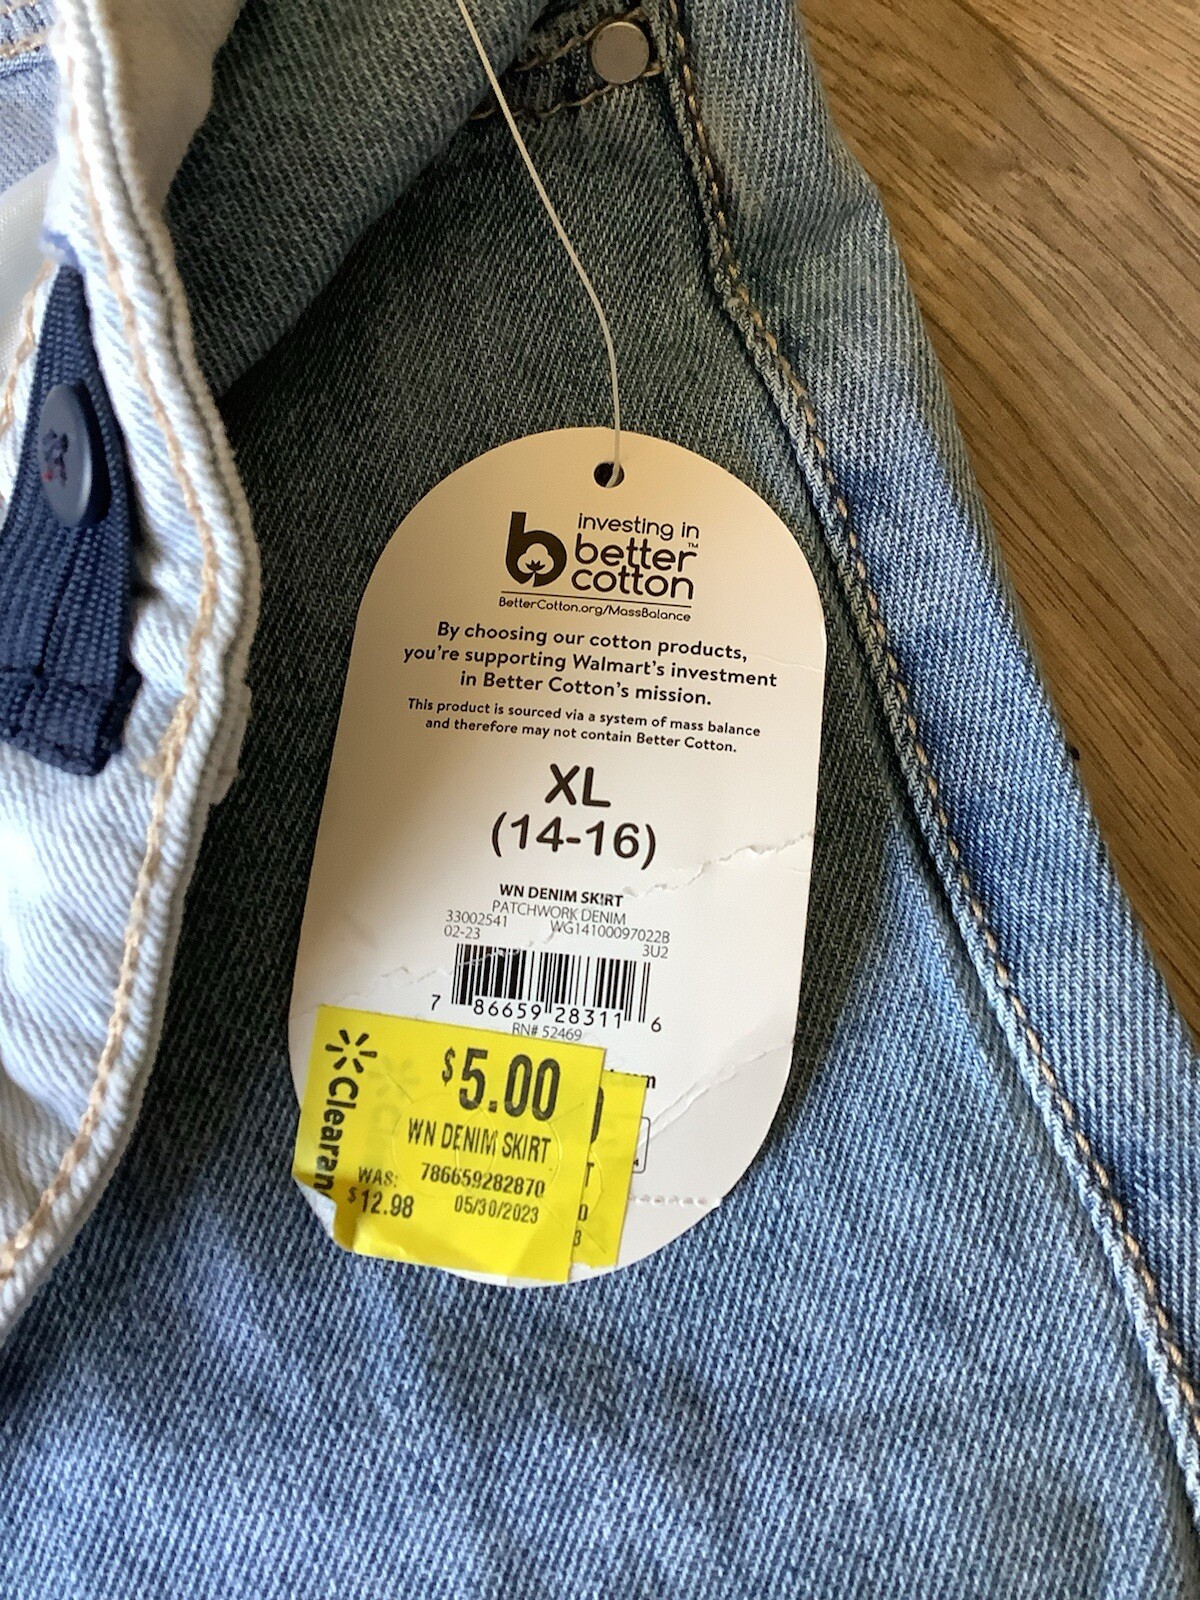 investing in
better™
cotton
BetterCotton.org/MassBalance
By choosing our cotton products,
you're supporting Walmart's investment
in Better Cotton's mission.
This product is sourced via a system of mass balance
and therefore may not contain Better Cotton.
XL
(14-16)
WN DENIM SKIRT
PATCHWORK DENIM
33002541 WG14100097022B
02-23 3U2
7 86659 28311 6
RN# 52469
$5.00
WN DENIM SKIRT
WAS: 786659282870
$12.98 05/30/2023